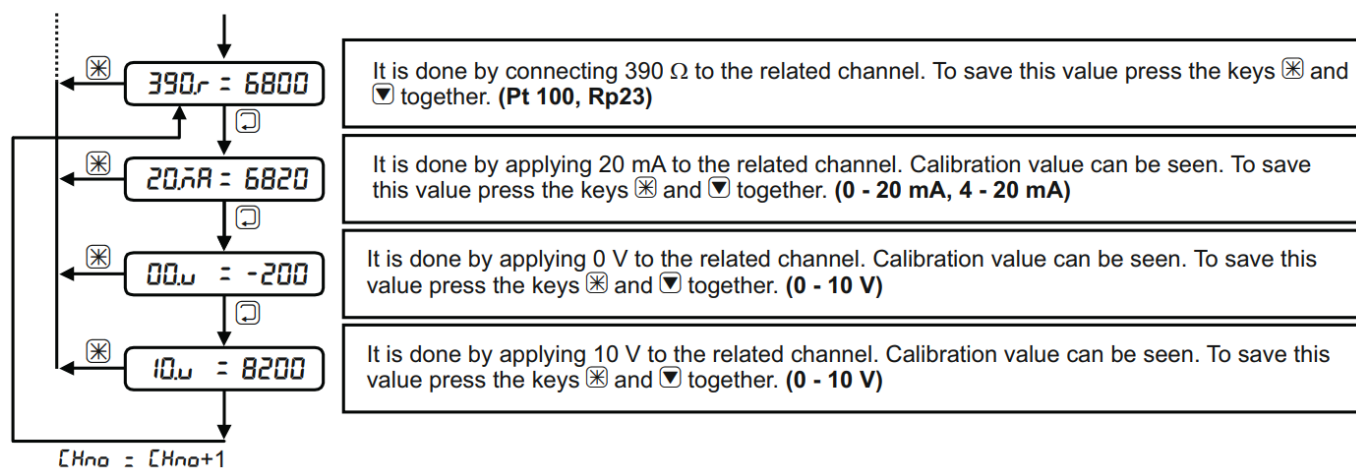 390.r = 6800
It is done by connecting 390 Ω to the related channel. To save this value press the keys ✳ and
▼ together. (Pt 100, Rp23)
20.mA = 6820
It is done by applying 20 mA to the related channel. Calibration value can be seen. To save
this value press the keys ✳ and ▼ together. (0 - 20 mA, 4 - 20 mA)
00.u = -200
It is done by applying 0 V to the related channel. Calibration value can be seen. To save this
value press the keys ✳ and ▼ together. (0 - 10 V)
10.u = 8200
It is done by applying 10 V to the related channel. Calibration value can be seen. To save this
value press the keys ✳ and ▼ together. (0 - 10 V)
CHno = CHno+1